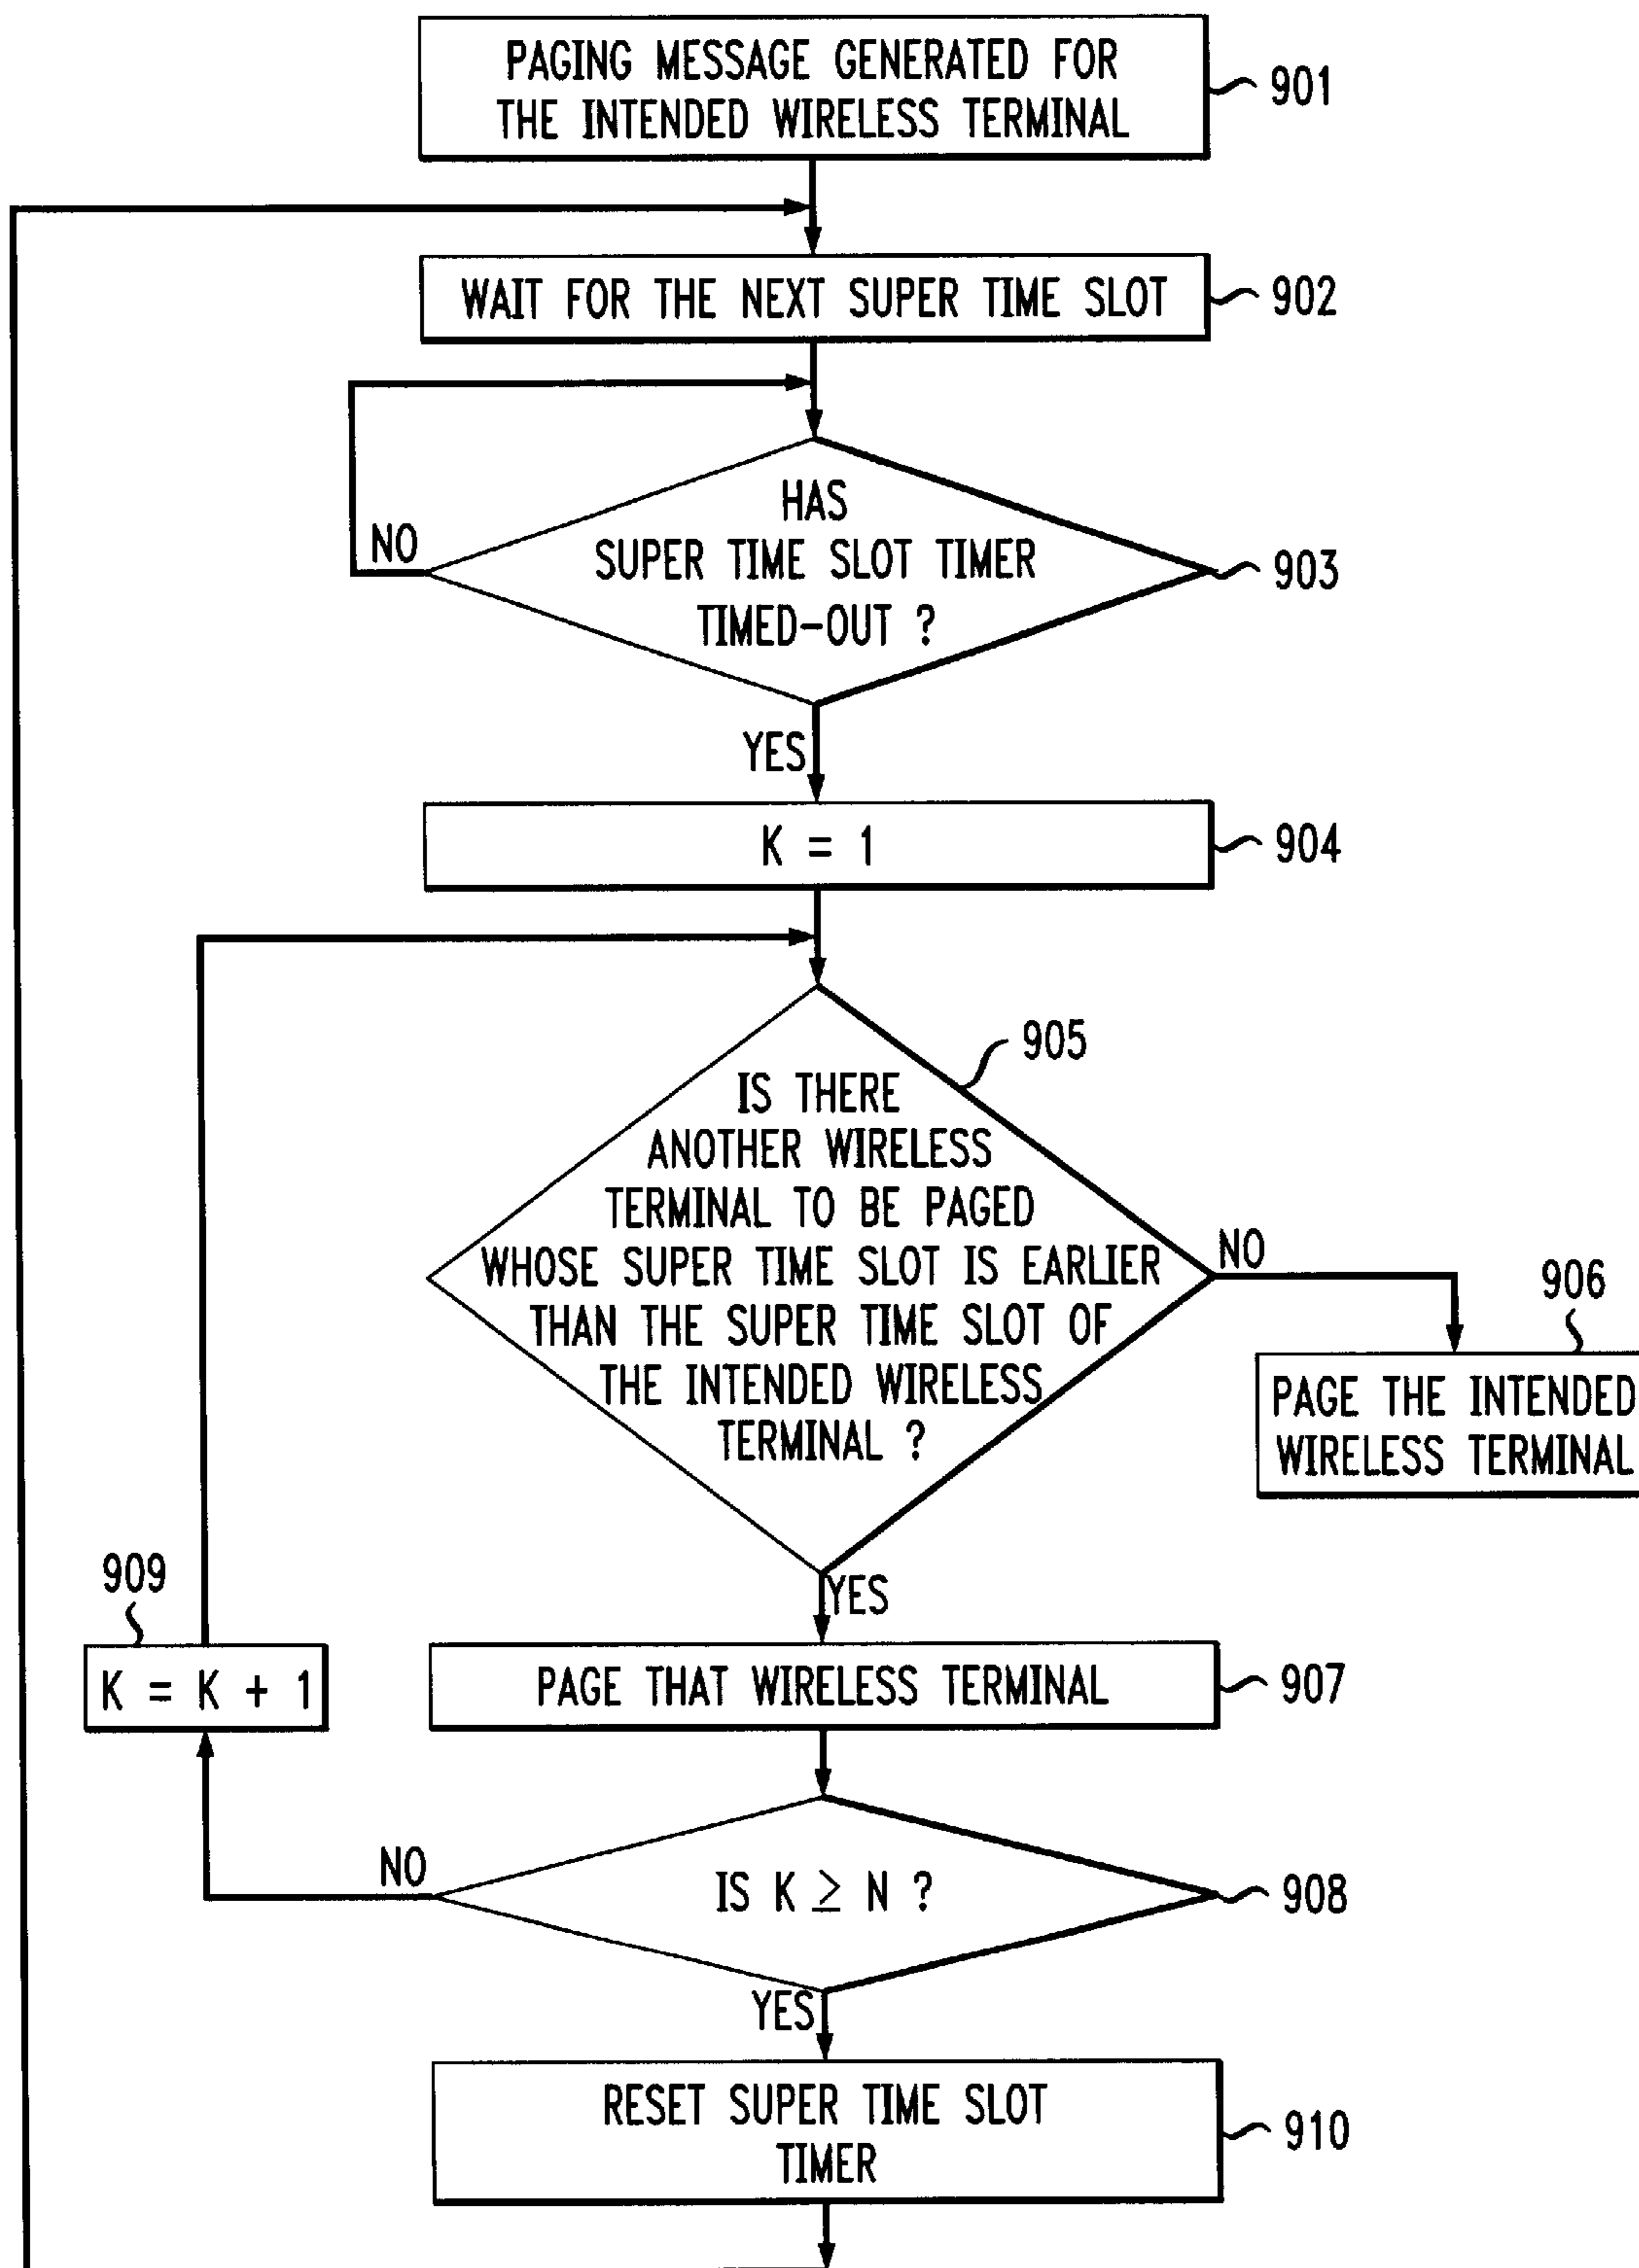 PAGING MESSAGE GENERATED FOR
THE INTENDED WIRELESS TERMINAL
901
WAIT FOR THE NEXT SUPER TIME SLOT
902
HAS
SUPER TIME SLOT TIMER
TIMED-OUT ?
NO
903
YES
K = 1
904
905
IS THERE
ANOTHER WIRELESS
TERMINAL TO BE PAGED
WHOSE SUPER TIME SLOT IS EARLIER
THAN THE SUPER TIME SLOT OF
THE INTENDED WIRELESS
TERMINAL ?
NO
906
PAGE THE INTENDED
WIRELESS TERMINAL
YES
909
K = K + 1
PAGE THAT WIRELESS TERMINAL
907
NO
IS K ≥ N ?
908
YES
RESET SUPER TIME SLOT
TIMER
910